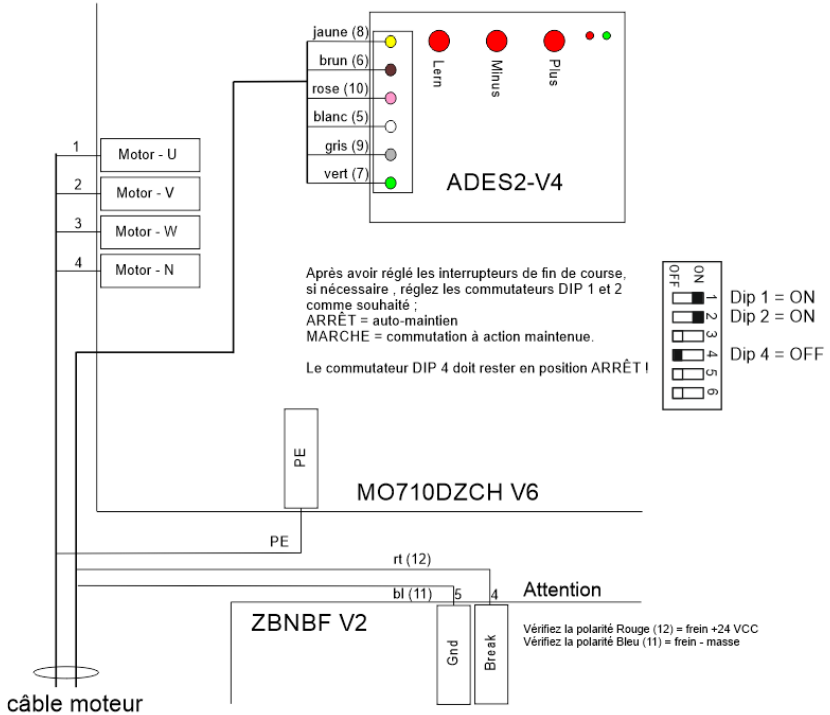 jaune (8)
brun (6)
rose (10)
blanc (5)
gris (9)
vert (7)
Lern
Minus
Plus
ADES2-V4
1
Motor - U
2
Motor - V
3
Motor - W
4
Motor - N
Après avoir réglé les interrupteurs de fin de course,
si nécessaire , réglez les commutateurs DIP 1 et 2
comme souhaité ;
ARRÊT = auto-maintien
MARCHE = commutation à action maintenue.
Le commutateur DIP 4 doit rester en position ARRÊT !
OFF
ON
1
2
3
4
5
6
Dip 1 = ON
Dip 2 = ON
Dip 4 = OFF
PE
MO710DZCH V6
PE
rt (12)
bl (11)
5
4
Attention
ZBNBF V2
Gnd
Break
Vérifiez la polarité Rouge (12) = frein +24 VCC
Vérifiez la polarité Bleu (11) = frein - masse
câble moteur